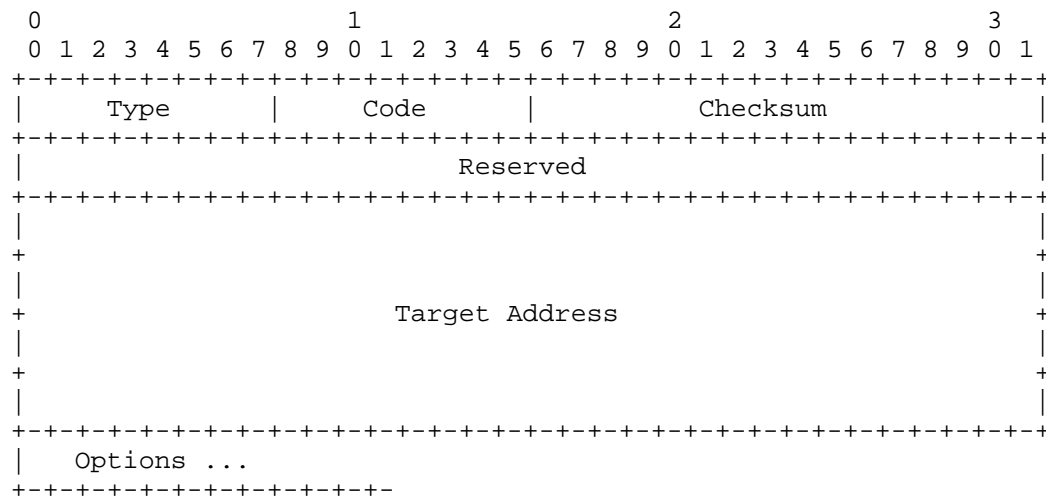 0                   1                   2                   3
 0 1 2 3 4 5 6 7 8 9 0 1 2 3 4 5 6 7 8 9 0 1 2 3 4 5 6 7 8 9 0 1
+-+-+-+-+-+-+-+-+-+-+-+-+-+-+-+-+-+-+-+-+-+-+-+-+-+-+-+-+-+-+-+-+
|     Type      |     Code      |          Checksum             |
+-+-+-+-+-+-+-+-+-+-+-+-+-+-+-+-+-+-+-+-+-+-+-+-+-+-+-+-+-+-+-+-+
|                           Reserved                            |
+-+-+-+-+-+-+-+-+-+-+-+-+-+-+-+-+-+-+-+-+-+-+-+-+-+-+-+-+-+-+-+-+
|                                                               |
+                                                               +
|                                                               |
+                       Target Address                          +
|                                                               |
+                                                               +
|                                                               |
+-+-+-+-+-+-+-+-+-+-+-+-+-+-+-+-+-+-+-+-+-+-+-+-+-+-+-+-+-+-+-+-+
|   Options ...
+-+-+-+-+-+-+-+-+-+-+-+-